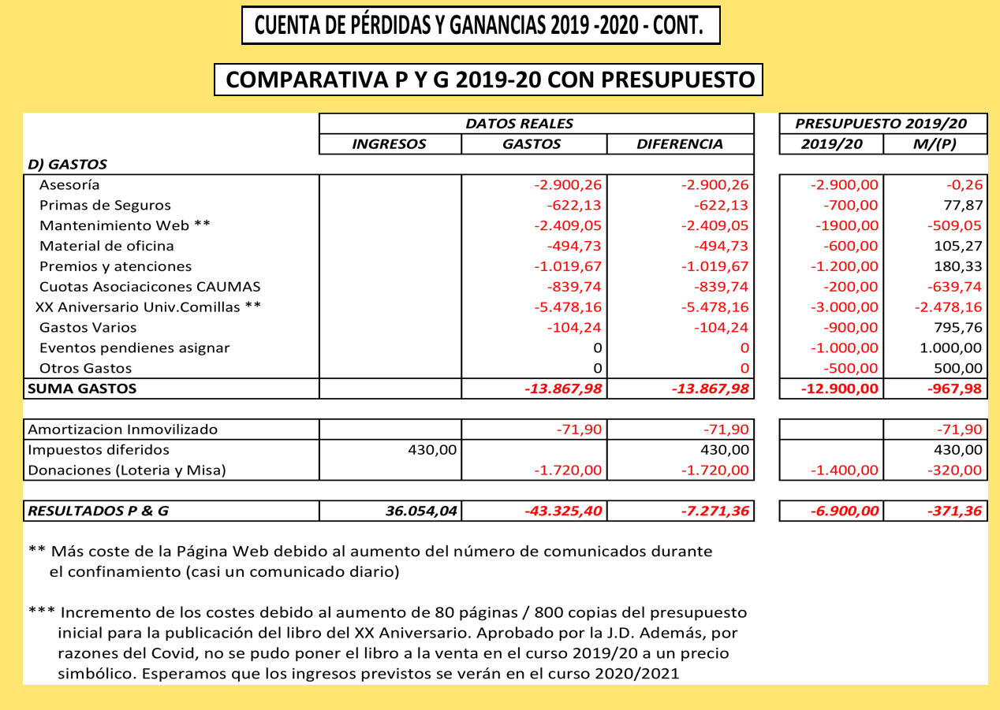 CUENTA DE PÉRDIDAS Y GANANCIAS 2019 -2020 - CONT.
COMPARATIVA P Y G 2019-20 CON PRESUPUESTO
DATOS REALES PRESUPUESTO 2019/20
INGRESOS GASTOS DIFERENCIA 2019/20 M/(P)
D) GASTOS
Asesoría -2.900,26 -2.900,26 -2.900,00 -0,26
Primas de Seguros -622,13 -622,13 -700,00 77,87
Mantenimiento Web ** -2.409,05 -2.409,05 -1900,00 -509,05
Material de oficina -494,73 -494,73 -600,00 105,27
Premios y atenciones -1.019,67 -1.019,67 -1.200,00 180,33
Cuotas Asociacicones CAUMAS -839,74 -839,74 -200,00 -639,74
XX Aniversario Univ.Comillas ** -5.478,16 -5.478,16 -3.000,00 -2.478,16
Gastos Varios -104,24 -104,24 -900,00 795,76
Eventos pendienes asignar 0 0 -1.000,00 1.000,00
Otros Gastos 0 0 -500,00 500,00
SUMA GASTOS -13.867,98 -13.867,98 -12.900,00 -967,98
Amortizacion Inmovilizado -71,90 -71,90 -71,90
Impuestos diferidos 430,00 430,00 430,00
Donaciones (Loteria y Misa) -1.720,00 -1.720,00 -1.400,00 -320,00
RESULTADOS P & G 36.054,04 -43.325,40 -7.271,36 -6.900,00 -371,36
** Más coste de la Página Web debido al aumento del número de comunicados durante
el confinamiento (casi un comunicado diario)
*** Incremento de los costes debido al aumento de 80 páginas / 800 copias del presupuesto
inicial para la publicación del libro del XX Aniversario. Aprobado por la J.D. Además, por
razones del Covid, no se pudo poner el libro a la venta en el curso 2019/20 a un precio
simbólico. Esperamos que los ingresos previstos se verán en el curso 2020/2021